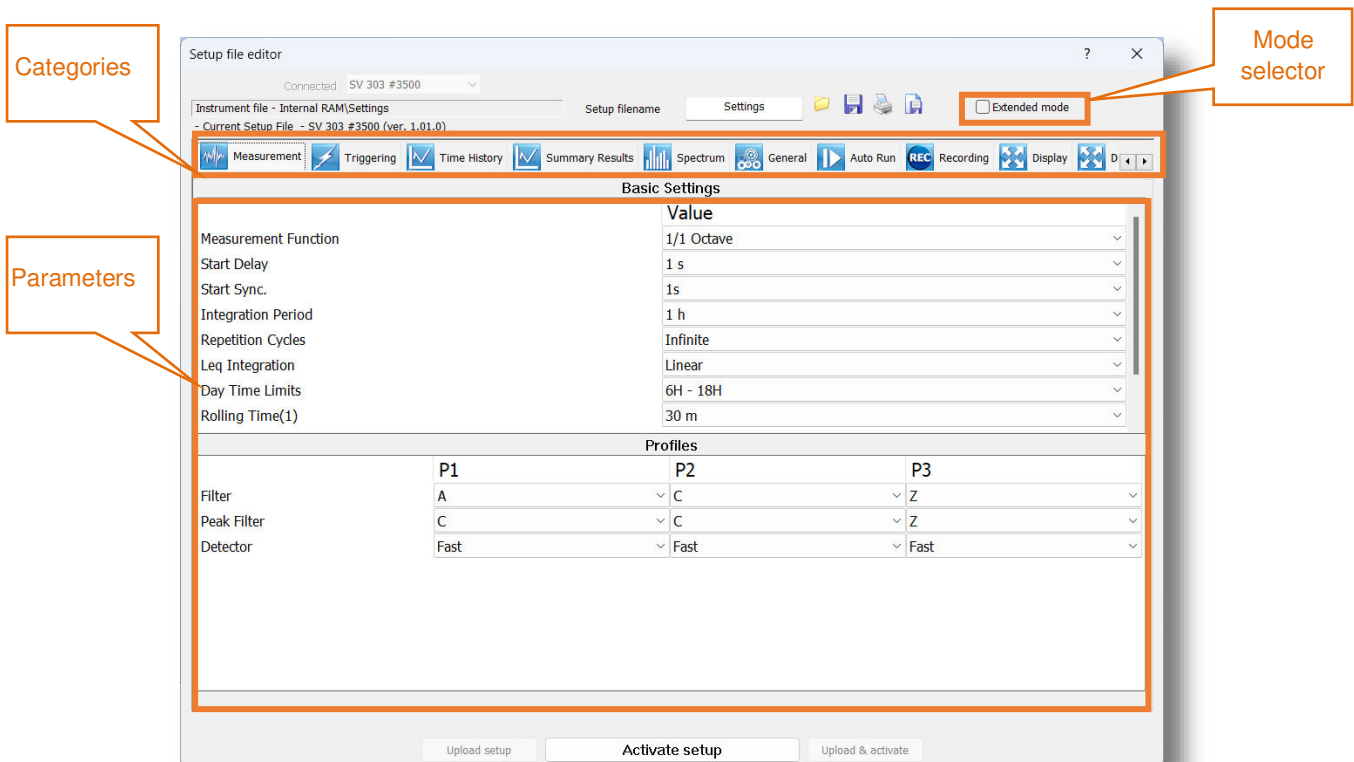 Categories
Mode
selector
Setup file editor
?
Connected SV 303 #3500
Instrument file - Internal RAM\Settings
Setup filename
Settings
Extended mode
- Current Setup File - SV 303 #3500 (ver. 1.01.0)
Measurement Triggering Time History Summary Results Spectrum General Auto Run REC Recording Display D
Basic Settings
Value
Measurement Function 1/1 Octave
Start Delay 1 s
Parameters
Start Sync. 1s
Integration Period 1 h
Repetition Cycles Infinite
Leq Integration Linear
Day Time Limits 6H - 18H
Rolling Time(1) 30 m
Profiles
P1 P2 P3
Filter A C Z
Peak Filter C C Z
Detector Fast Fast Fast
Upload setup Activate setup Upload & activate